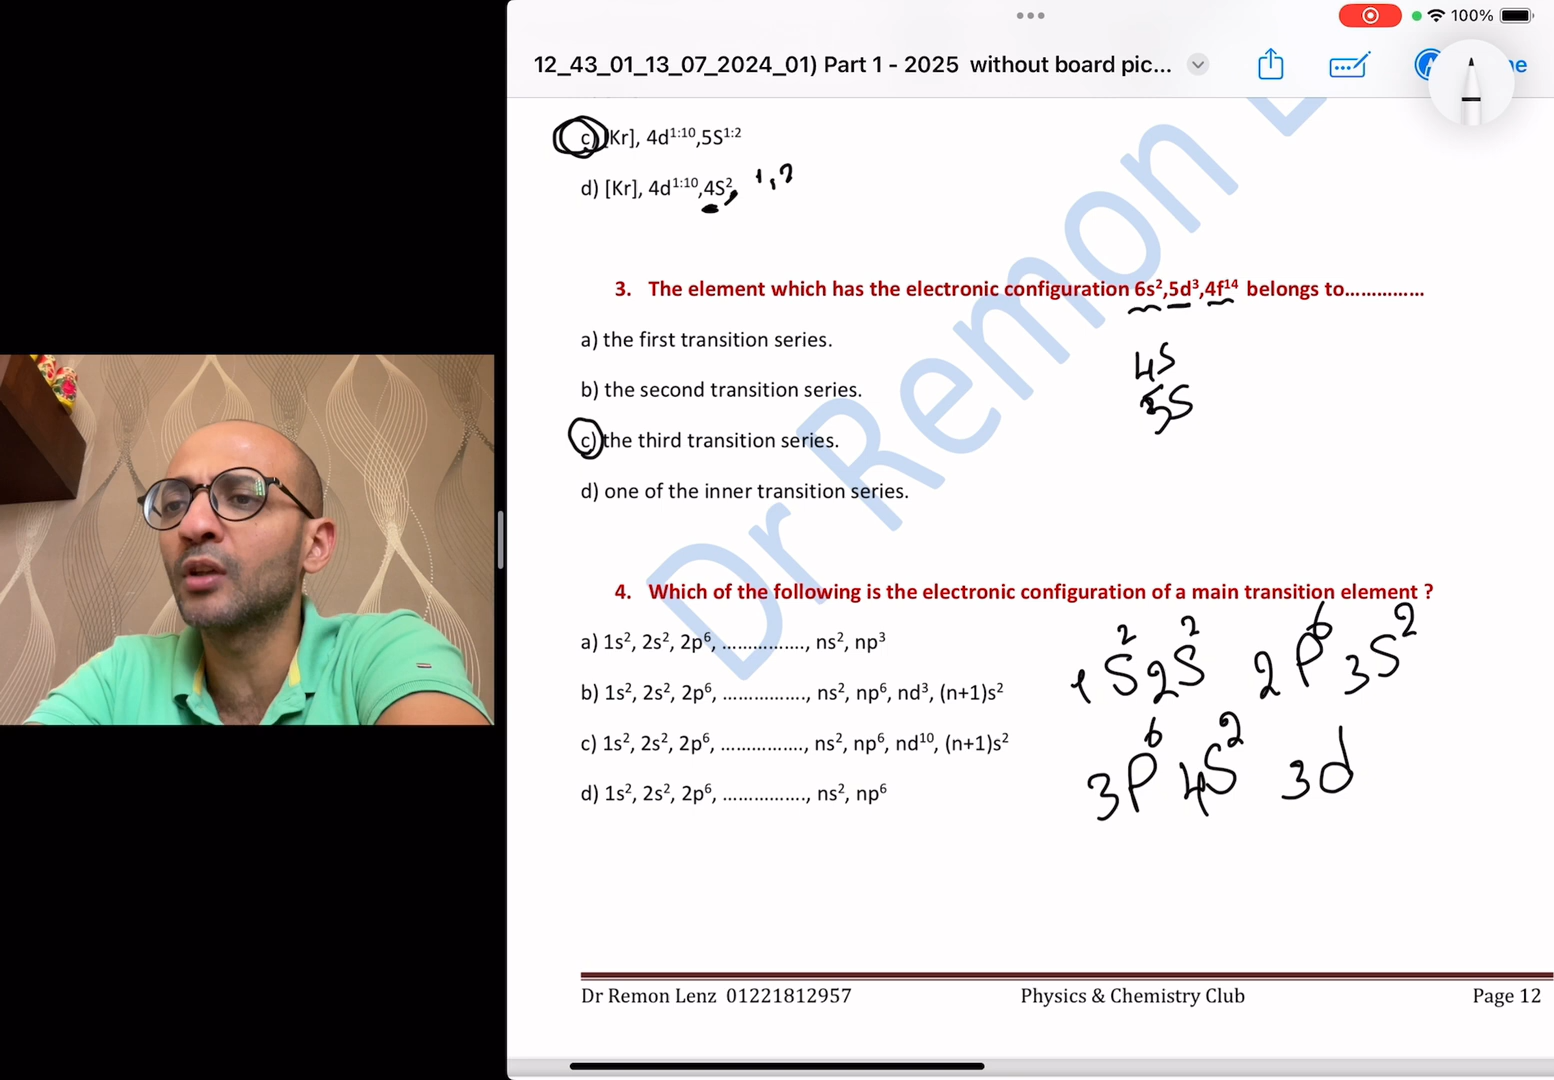 100%
12_43_01_13_07_2024_01) Part 1 - 2025 without board pic...
c) [Kr], 4d¹:¹⁰,5S¹:²
d) [Kr], 4d¹:¹⁰,4S², 1,2
3. The element which has the electronic configuration 6s²,5d³,4f¹⁴ belongs to...............
a) the first transition series.
4S
b) the second transition series.
5S
c) the third transition series.
d) one of the inner transition series.
4. Which of the following is the electronic configuration of a main transition element ?
a) 1s², 2s², 2p⁶, ..............., ns², np³
1S² 2S² 2P⁶ 3S²
b) 1s², 2s², 2p⁶, ................, ns², np⁶, nd³, (n+1)s²
c) 1s², 2s², 2p⁶, ................, ns², np⁶, nd¹⁰, (n+1)s²
3P⁶ 4S² 3d
d) 1s², 2s², 2p⁶, ................, ns², np⁶
Dr Remon Lenz 01221812957 Physics & Chemistry Club Page 12
Dr Remon L